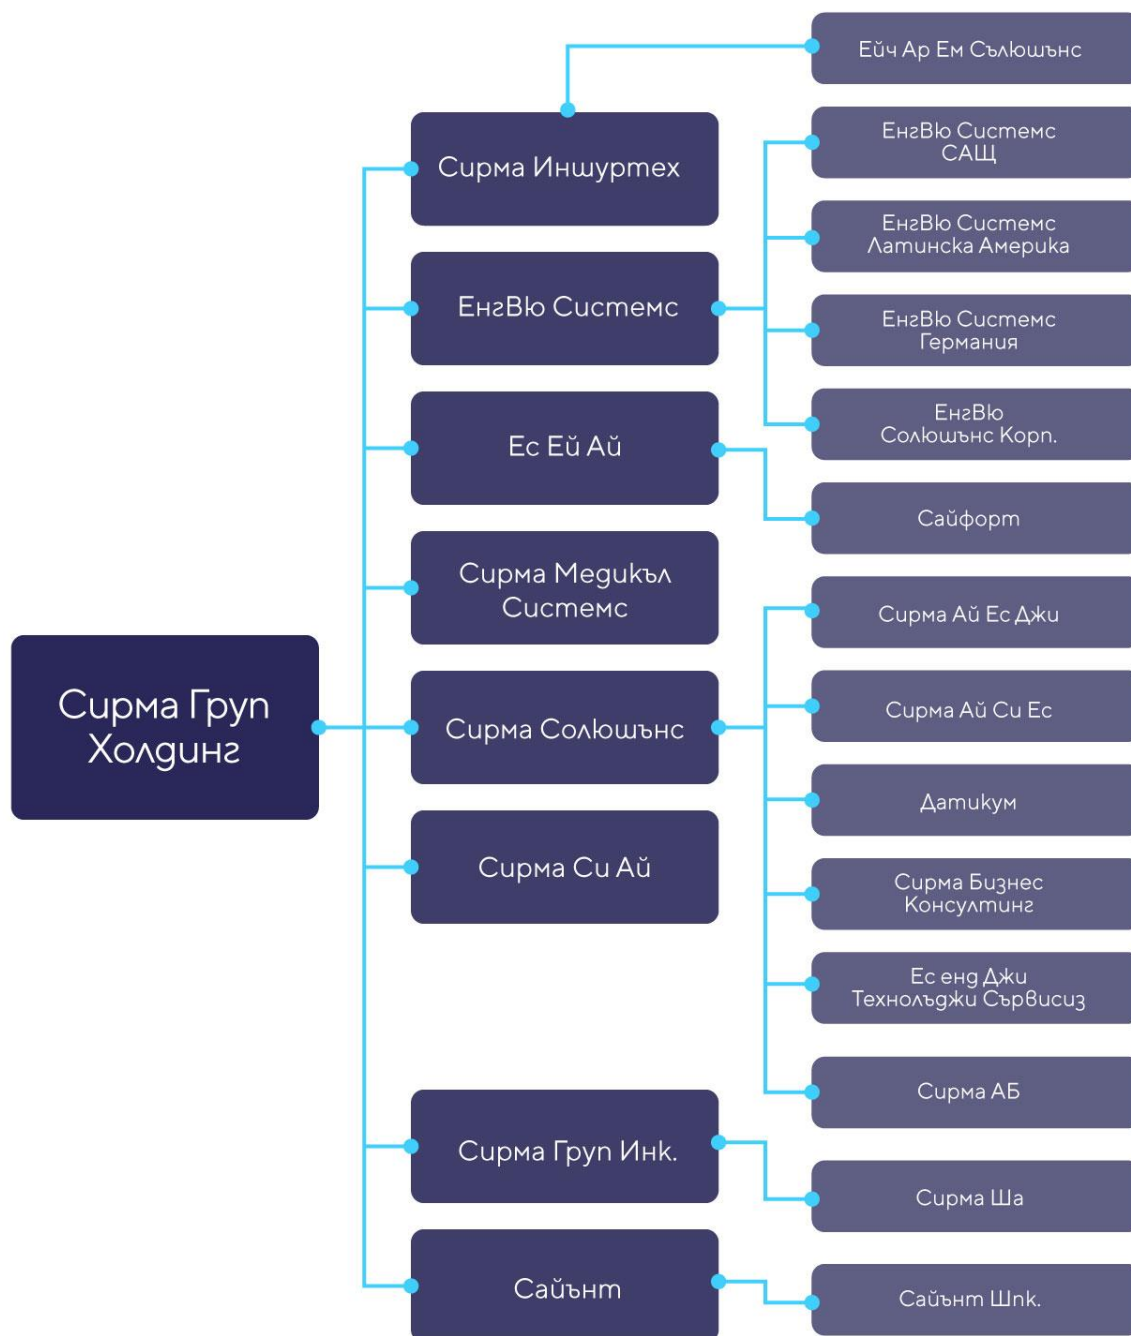 Сирма Груп
Холдинг
Сирма Иншуртех
ЕнгВю Системс
Ес Ей Ай
Сирма Медикъл
Системс
Сирма Солюшънс
Сирма Си Ай
Сирма Груп Инк.
Сайънт
Ейч Ар Ем Сълюшънс
ЕнгВю Системс
САЩ
ЕнгВю Системс
Латинска Америка
ЕнгВю Системс
Германия
ЕнгВю
Солюшънс Корп.
Сайфорт
Сирма Ай Ес Джи
Сирма Ай Си Ес
Датикум
Сирма Бизнес
Консултинг
Ес енд Джи
Технолъджи Сървисиз
Сирма АБ
Сирма Ша
Сайънт Шпк.